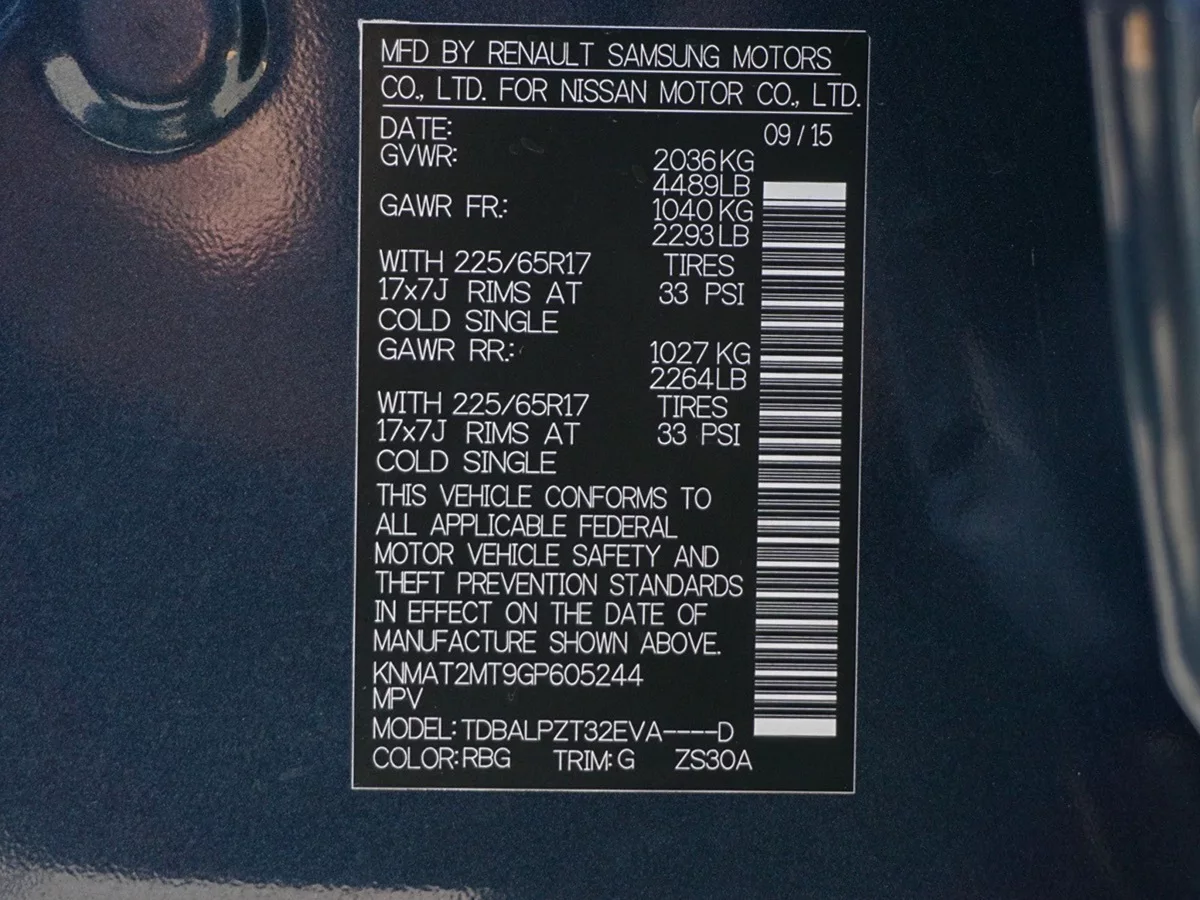 MFD BY RENAULT SAMSUNG MOTORS
CO., LTD. FOR NISSAN MOTOR CO., LTD.
DATE: 09 / 15
GVWR: 2036 KG
4489 LB
GAWR FR.: 1040 KG
2293 LB
WITH 225/65R17 TIRES
17x7J RIMS AT 33 PSI
COLD SINGLE
GAWR RR.: 1027 KG
2264 LB
WITH 225/65R17 TIRES
17x7J RIMS AT 33 PSI
COLD SINGLE
THIS VEHICLE CONFORMS TO
ALL APPLICABLE FEDERAL
MOTOR VEHICLE SAFETY AND
THEFT PREVENTION STANDARDS
IN EFFECT ON THE DATE OF
MANUFACTURE SHOWN ABOVE.
KNMAT2MT9GP605244
MPV
MODEL: TDBALPZT32EVA----D
COLOR: RBG TRIM: G ZS30A